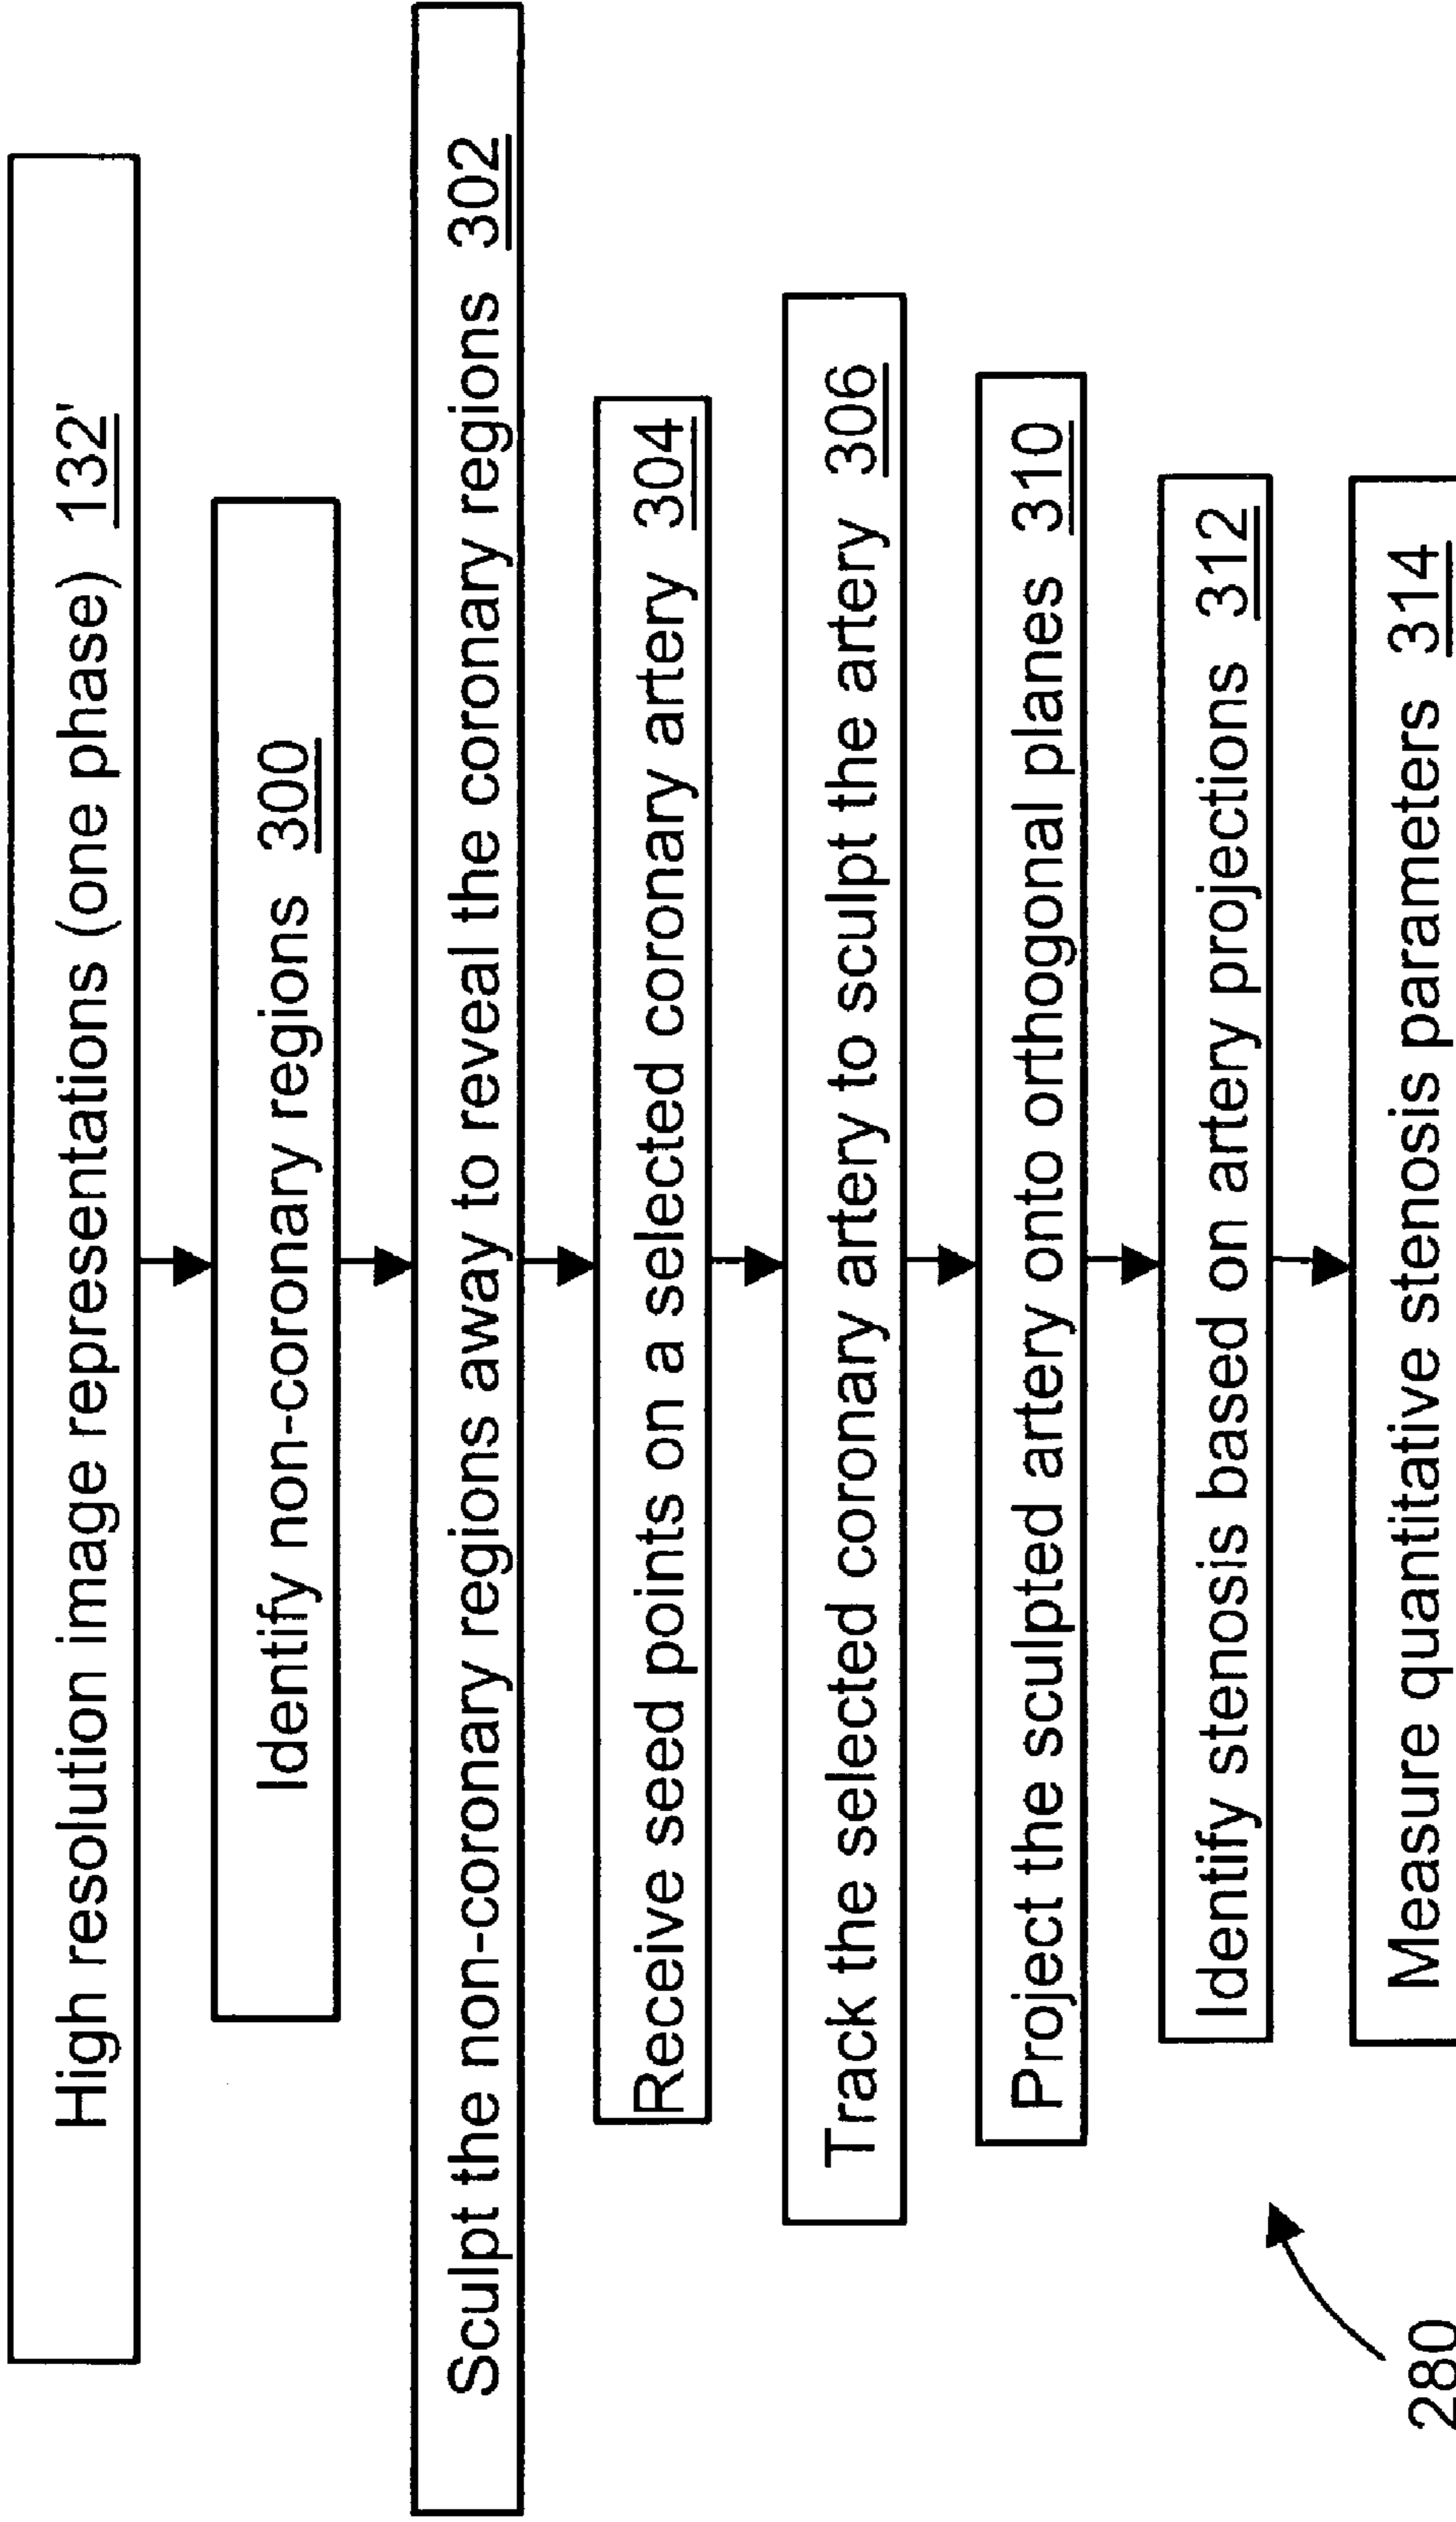 High resolution image representations (one phase) 132'
Identify non-coronary regions 300
Sculpt the non-coronary regions away to reveal the coronary regions 302
Receive seed points on a selected coronary artery 304
Track the selected coronary artery to sculpt the artery 306
Project the sculpted artery onto orthogonal planes 310
Identify stenosis based on artery projections 312
Measure quantitative stenosis parameters 314
280